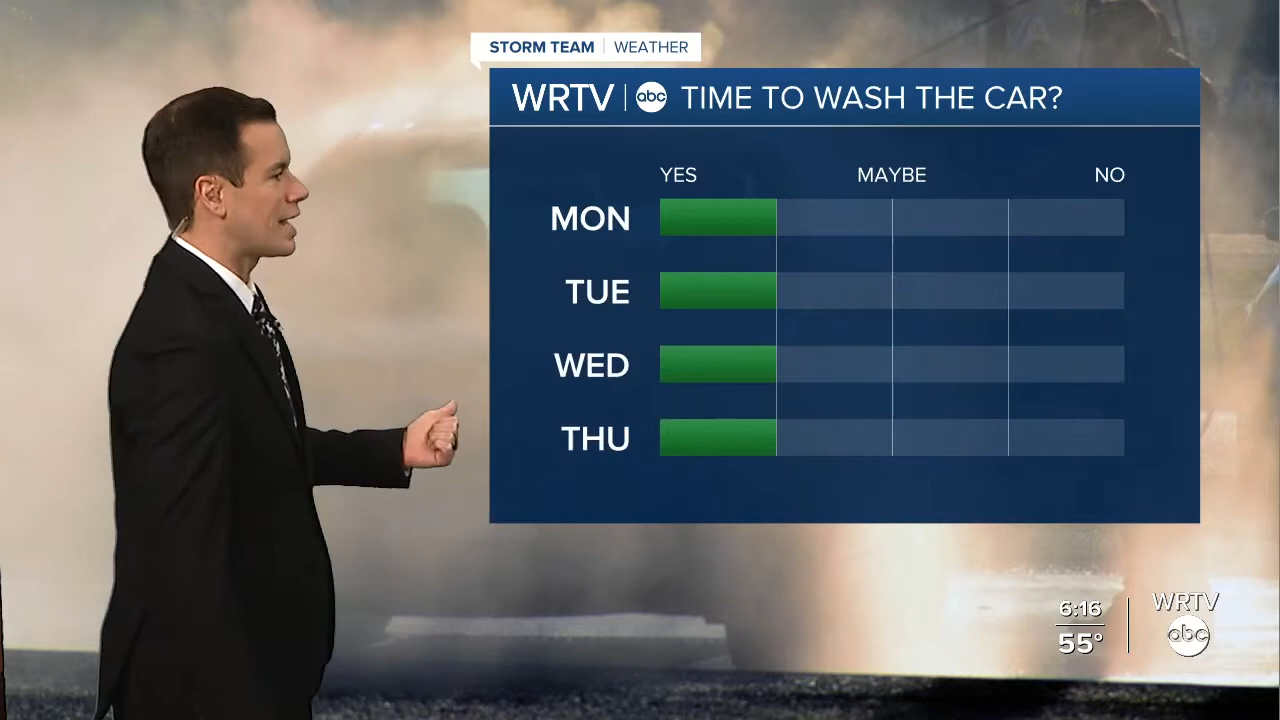 STORM TEAM | WEATHER
WRTV | abc TIME TO WASH THE CAR?
YES MAYBE NO
MON
TUE
WED
THU
6:16
55°
WRTV
abc